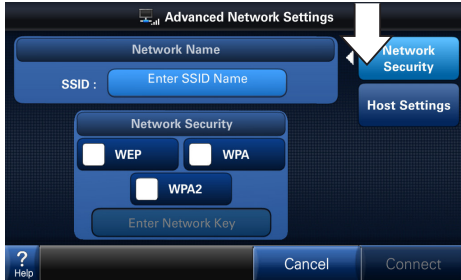 Advanced Network Settings
Network Name
SSID :
Enter SSID Name
Network
Security
Host Settings
Network Security
WEP
WPA
WPA2
Enter Network Key
?
Help
Cancel
Connect